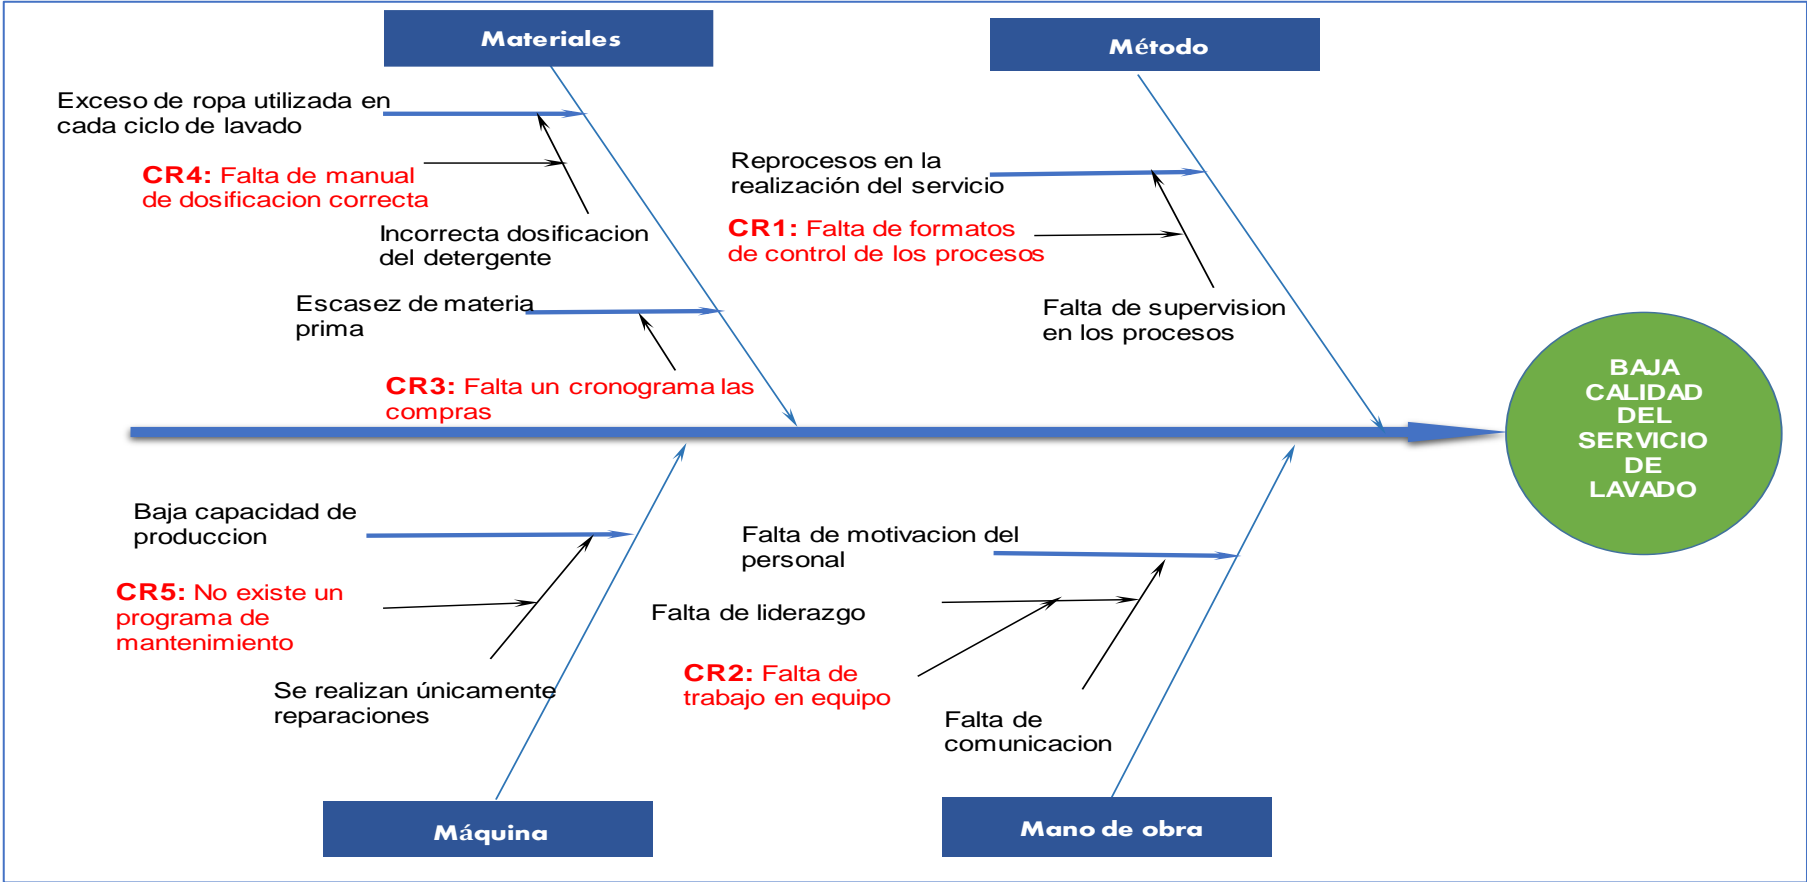 Materiales
Método
Exceso de ropa utilizada en
cada ciclo de lavado
CR4: Falta de manual
de dosificacion correcta
Incorrecta dosificacion
del detergente
Escasez de materia
prima
CR3: Falta un cronograma las
compras
Reprocesos en la
realización del servicio
CR1: Falta de formatos
de control de los procesos
Falta de supervision
en los procesos
BAJA
CALIDAD
DEL
SERVICIO
DE
LAVADO
Baja capacidad de
produccion
CR5: No existe un
programa de
mantenimiento
Se realizan únicamente
reparaciones
Falta de motivacion del
personal
Falta de liderazgo
CR2: Falta de
trabajo en equipo
Falta de
comunicacion
Máquina
Mano de obra